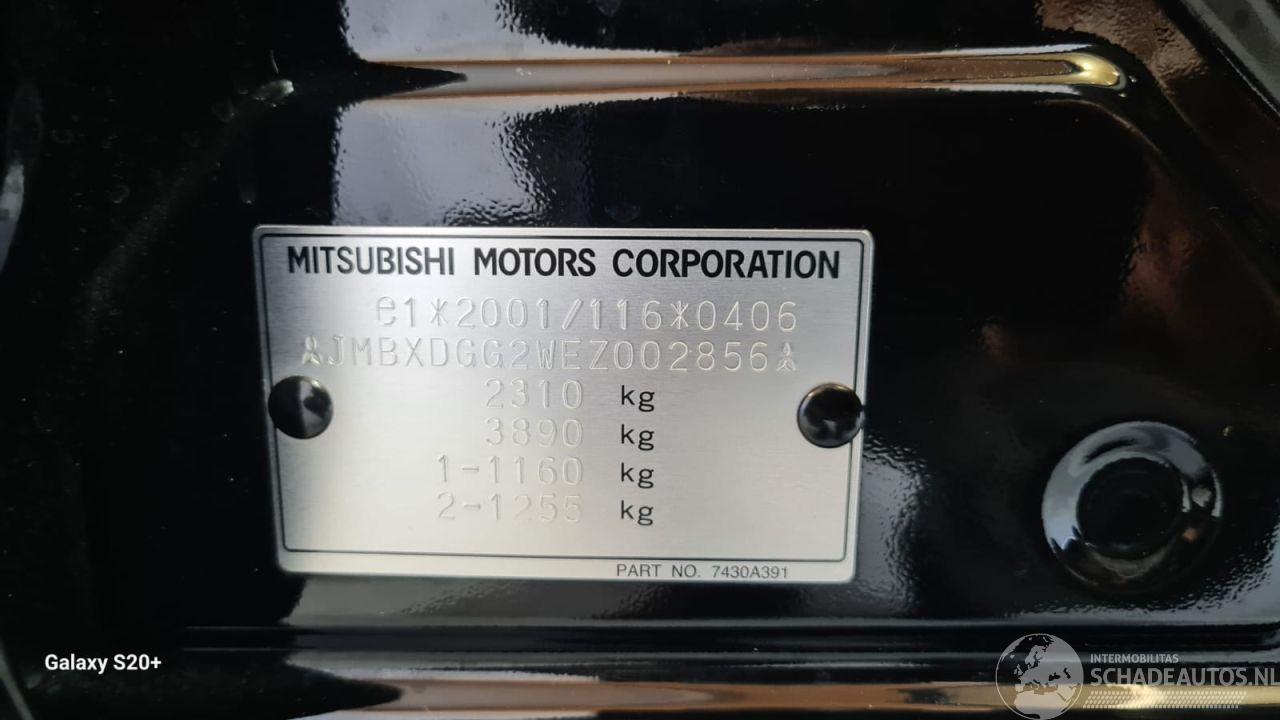 MITSUBISHI MOTORS CORPORATION
e1*2001/116*0406
JMBXDGG2WEZ002856
2310 kg
3890 kg
1-1160 kg
2-1255 kg
PART NO. 7430A391
Galaxy S20+
INTERMOBILITAS
SCHADEAUTOS.NL